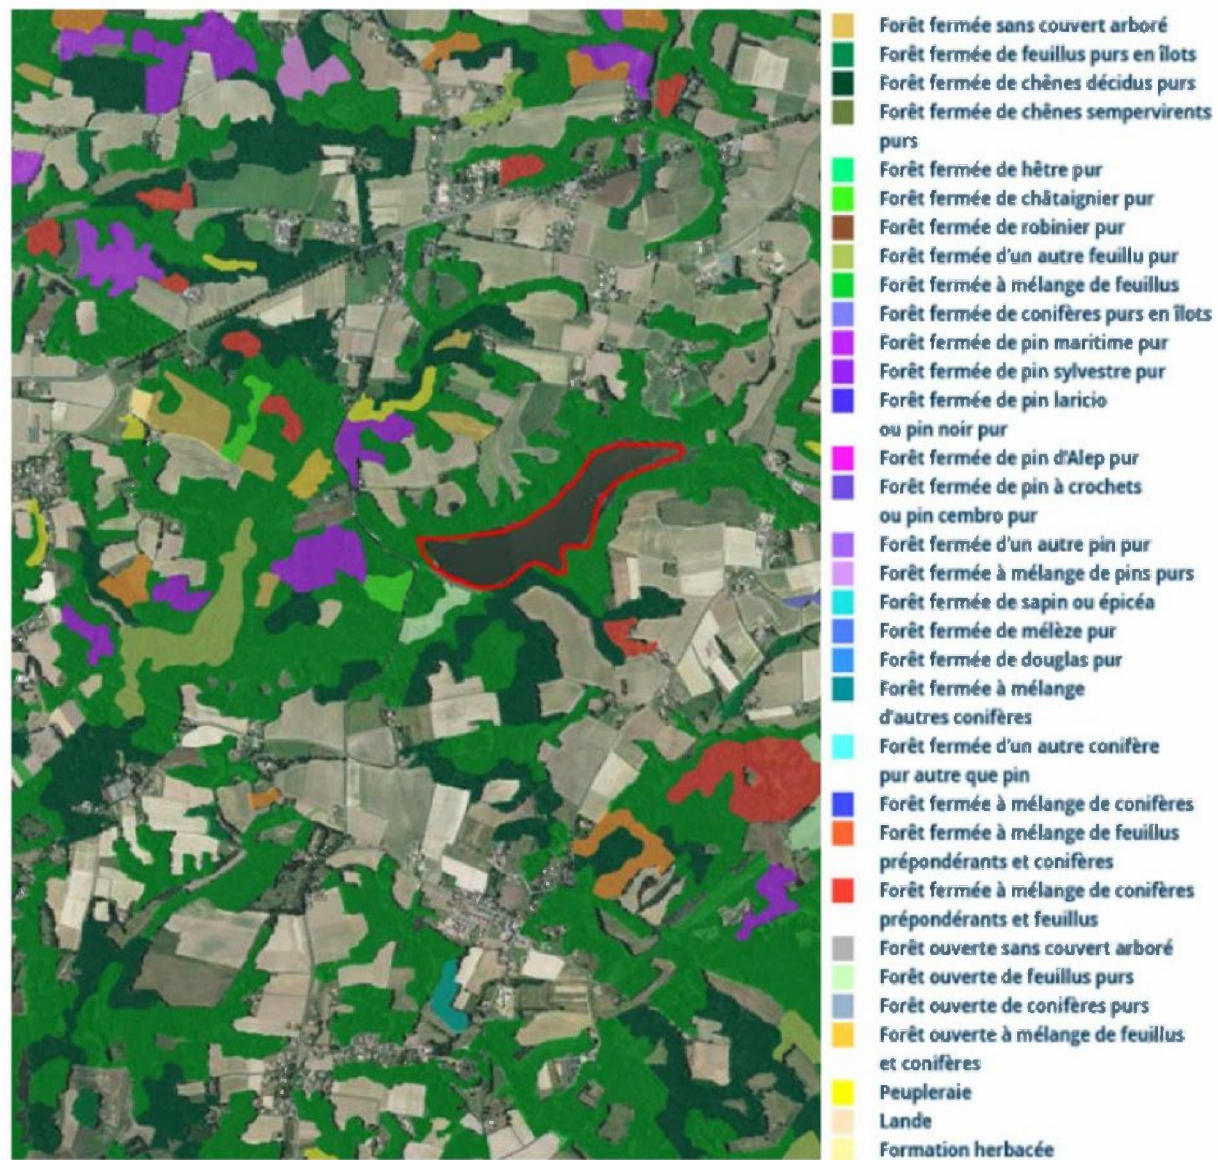 Forêt fermée sans couvert arboré
Forêt fermée de feuillus purs en îlots
Forêt fermée de chênes décidus purs
Forêt fermée de chênes sempervirents
purs
Forêt fermée de hêtre pur
Forêt fermée de châtaignier pur
Forêt fermée de robinier pur
Forêt fermée d'un autre feuillu pur
Forêt fermée à mélange de feuillus
Forêt fermée de conifères purs en îlots
Forêt fermée de pin maritime pur
Forêt fermée de pin sylvestre pur
Forêt fermée de pin laricio
ou pin noir pur
Forêt fermée de pin d'Alep pur
Forêt fermée de pin à crochets
ou pin cembro pur
Forêt fermée d'un autre pin pur
Forêt fermée à mélange de pins purs
Forêt fermée de sapin ou épicéa
Forêt fermée de mélèze pur
Forêt fermée de douglas pur
Forêt fermée à mélange
d'autres conifères
Forêt fermée d'un autre conifère
pur autre que pin
Forêt fermée à mélange de conifères
Forêt fermée à mélange de feuillus
prépondérants et conifères
Forêt fermée à mélange de conifères
prépondérants et feuillus
Forêt ouverte sans couvert arboré
Forêt ouverte de feuillus purs
Forêt ouverte de conifères purs
Forêt ouverte à mélange de feuillus
et conifères
Peupleraie
Lande
Formation herbacée